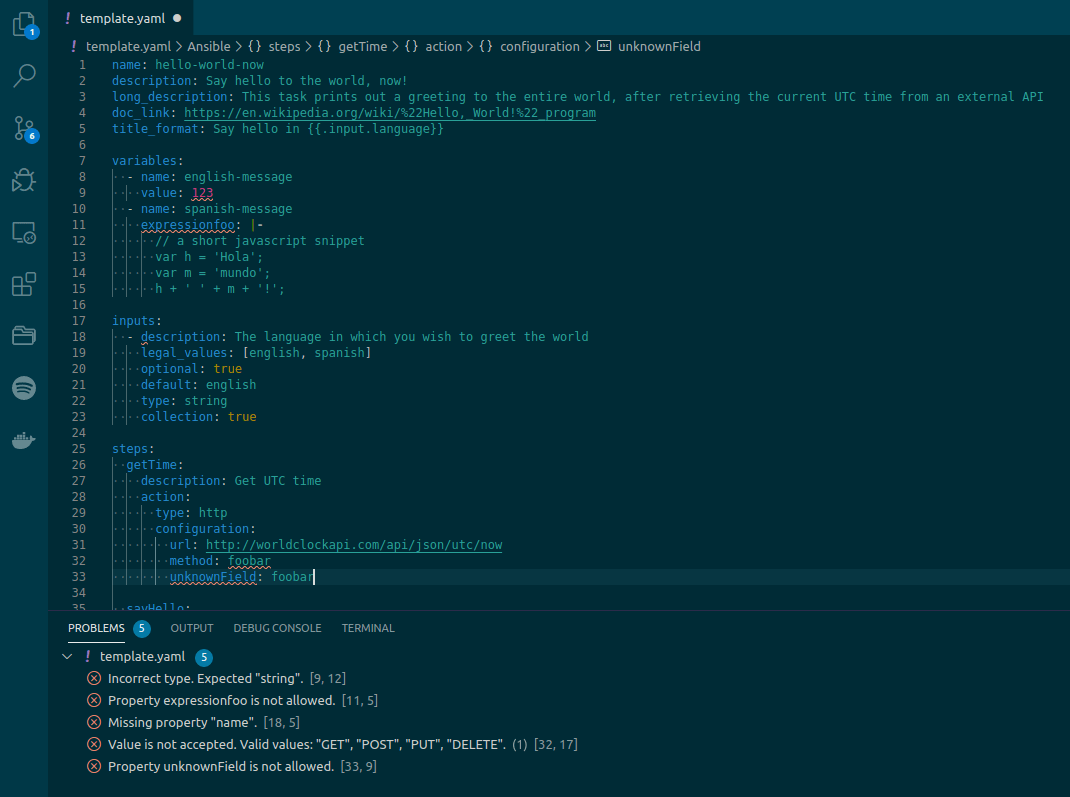 ! template.yaml ●
1
! template.yaml > Ansible > {} steps > {} getTime > {} action > {} configuration > abc unknownField
1 name: hello-world-now
2 description: Say hello to the world, now!
3 long_description: This task prints out a greeting to the entire world, after retrieving the current UTC time from an external API
4 doc_link: https://en.wikipedia.org/wiki/%22Hello,_World!%22_program
5 title_format: Say hello in {{.input.language}}
6
7 variables:
8 - name: english-message
9 value: 123
10 - name: spanish-message
11 expressionfoo: |-
12 // a short javascript snippet
13 var h = 'Hola';
14 var m = 'mundo';
15 h + ' ' + m + '!';
16
17 inputs:
18 - description: The language in which you wish to greet the world
19 legal_values: [english, spanish]
20 optional: true
21 default: english
22 type: string
23 collection: true
24
25 steps:
26 getTime:
27 description: Get UTC time
28 action:
29 type: http
30 configuration:
31 url: http://worldclockapi.com/api/json/utc/now
32 method: foobar
33 unknownField: foobar
34
35 sayHello:
6
PROBLEMS 5 OUTPUT DEBUG CONSOLE TERMINAL
! template.yaml 5
Incorrect type. Expected "string". [9, 12]
Property expressionfoo is not allowed. [11, 5]
Missing property "name". [18, 5]
Value is not accepted. Valid values: "GET", "POST", "PUT", "DELETE". (1) [32, 17]
Property unknownField is not allowed. [33, 9]